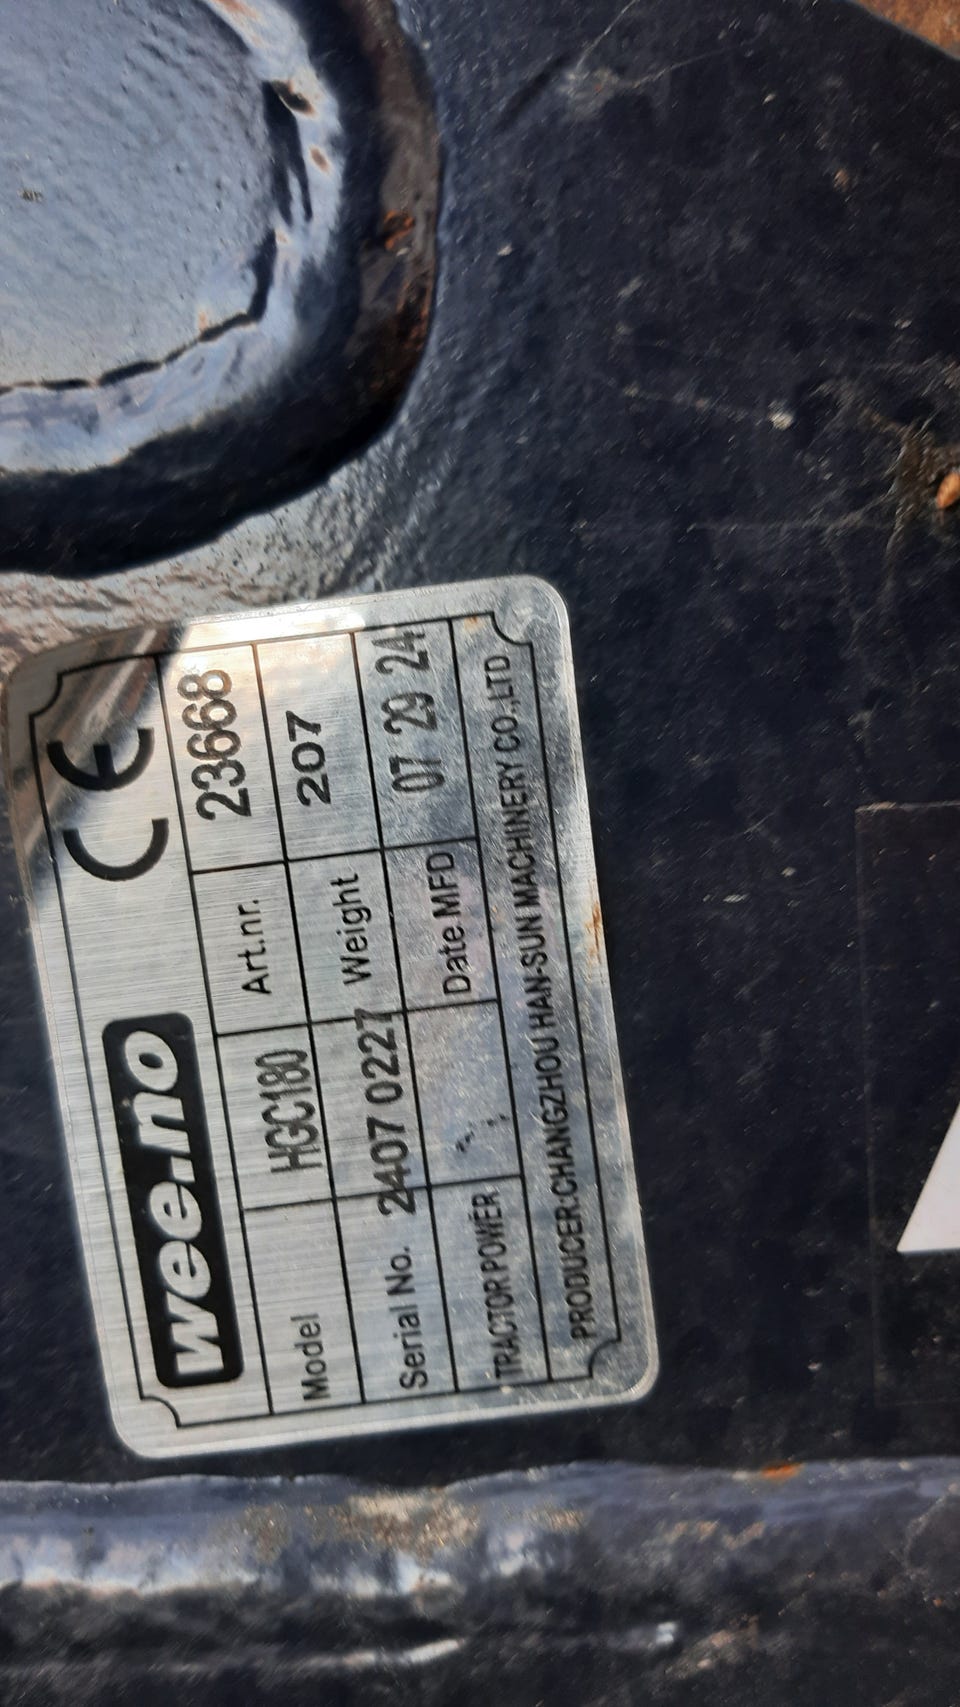 wee.no CE
Model HGC180 Art.nr. 23668
Serial No. 2407 0227 Weight 207
TRACTOR POWER Date MFD 07 29 24
PRODUCER:CHANGZHOU HAN-SUN MACHINERY CO.,LTD